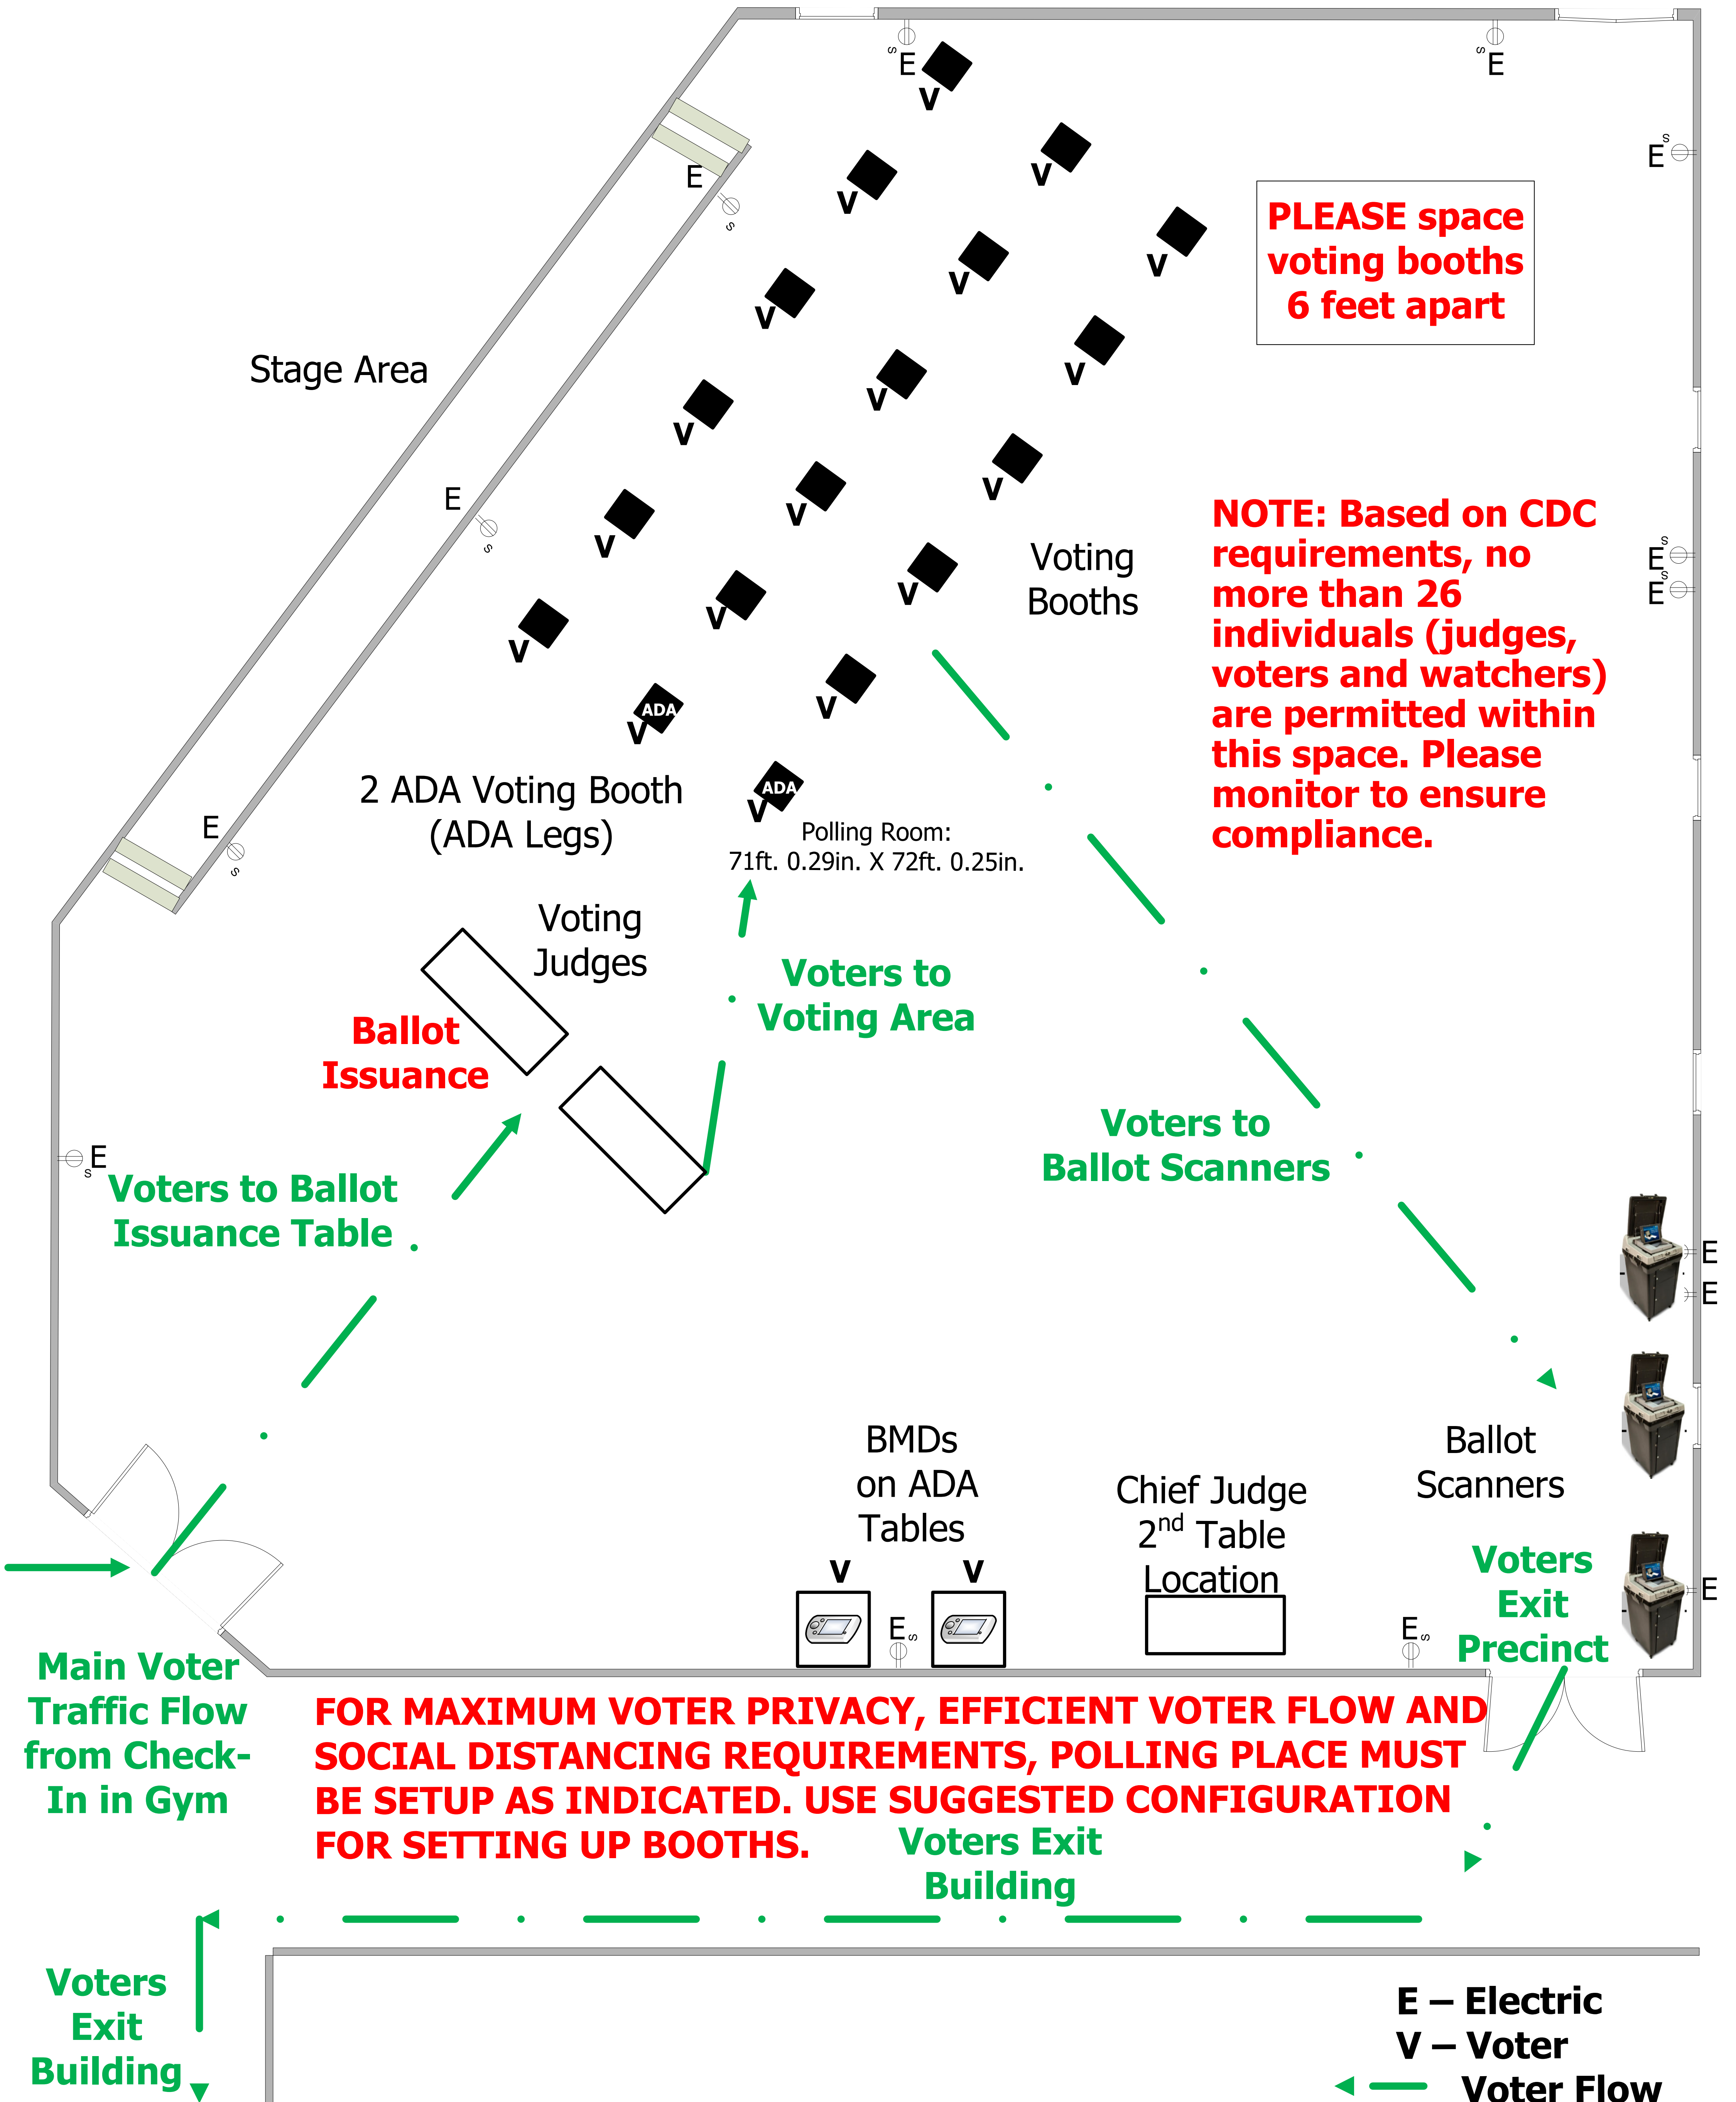 s
E
s
E
V
s
E
V
V
E
s
PLEASE space
voting booths
6 feet apart
V
V
V
V
Stage Area
V
V
V
V
E
s
NOTE: Based on CDC
requirements, no
more than 26
individuals (judges,
voters and watchers)
are permitted within
this space. Please
monitor to ensure
compliance.
V
V
Voting
Booths
s
E
s
E
V
V
V
V
ADA
V
ADA
V
2 ADA Voting Booth
(ADA Legs)
E
s
Polling Room:
71ft. 0.29in. X 72ft. 0.25in.
Voting
Judges
Voters to
Voting Area
Ballot
Issuance
Voters to
Ballot Scanners
E
s
Voters to Ballot
Issuance Table
E
E
BMDs
on ADA
Tables
V
V
Chief Judge
2nd Table
Location
Ballot
Scanners
Voters
Exit
Precinct
E
E s
E s
Main Voter
Traffic Flow
from Check-
In in Gym
FOR MAXIMUM VOTER PRIVACY, EFFICIENT VOTER FLOW AND
SOCIAL DISTANCING REQUIREMENTS, POLLING PLACE MUST
BE SETUP AS INDICATED. USE SUGGESTED CONFIGURATION
FOR SETTING UP BOOTHS.
Voters Exit
Building
Voters
Exit
Building
E – Electric
V – Voter
Voter Flow